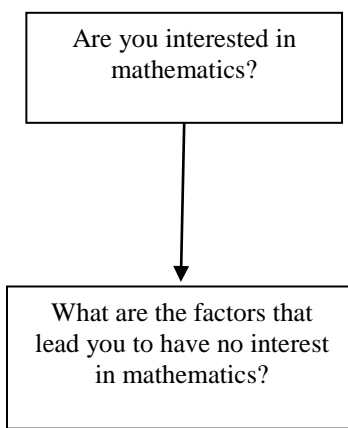 Are you interested in
mathematics?
What are the factors that
lead you to have no interest
in mathematics?